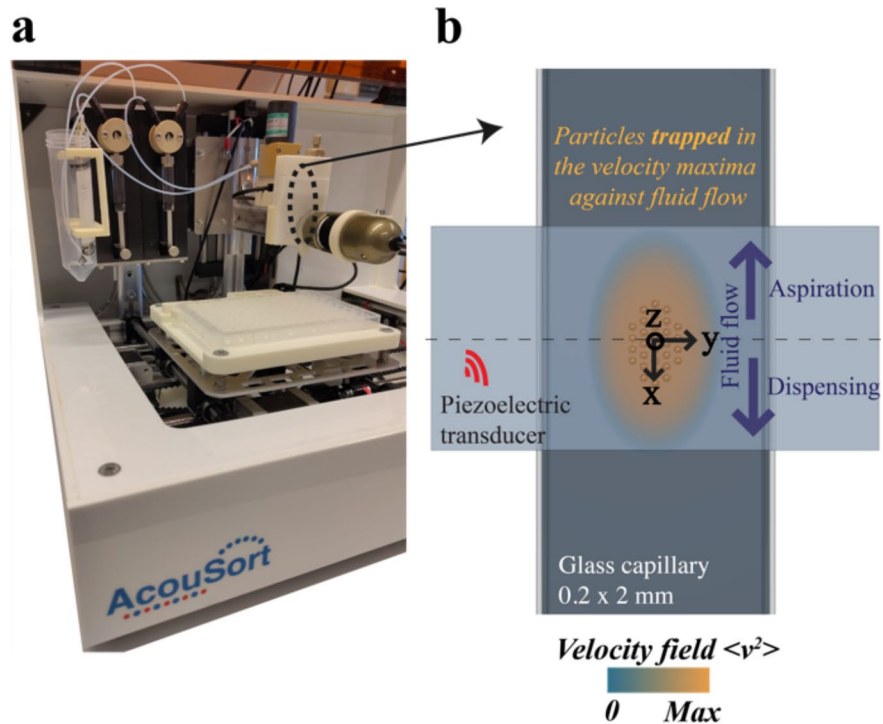 a
b
AcouSort
Particles trapped in
the velocity maxima
against fluid flow
z
y
x
Fluid flow
Aspiration
Dispensing
Piezoelectric
transducer
Glass capillary
0.2 x 2 mm
Velocity field <v²>
0 Max